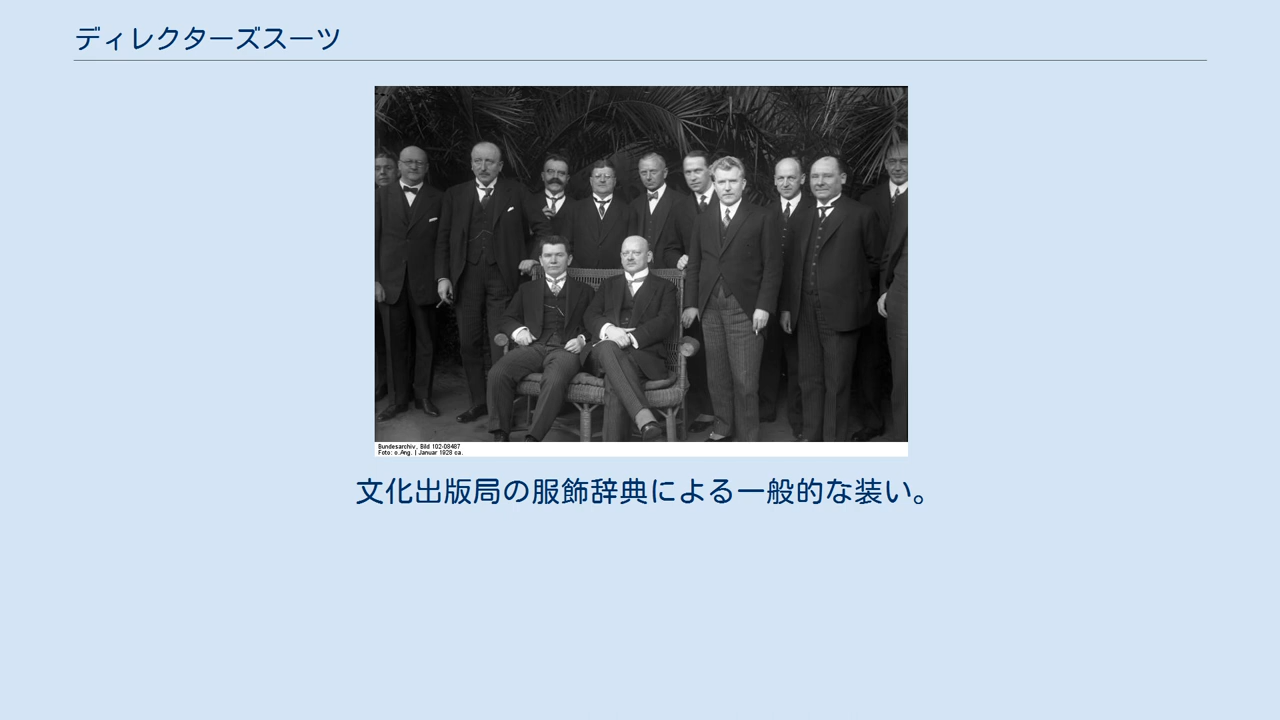 ディレクターズスーツ
Bundesarchiv, Bild 102-08487
Foto: o.Ang. | Januar 1928 ca.
文化出版局の服飾辞典による一般的な装い。